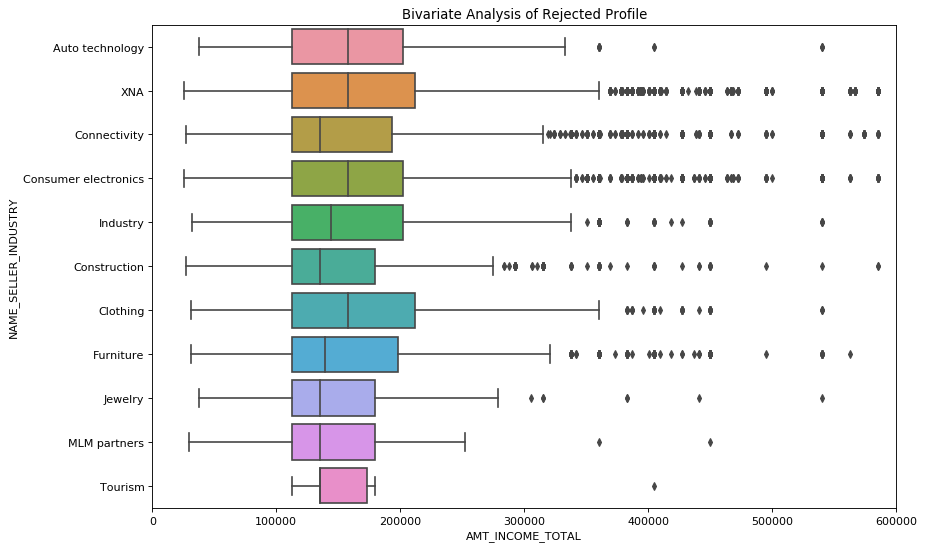 Bivariate Analysis of Rejected Profile
NAME_SELLER_INDUSTRY
Auto technology
XNA
Connectivity
Consumer electronics
Industry
Construction
Clothing
Furniture
Jewelry
MLM partners
Tourism
0 100000 200000 300000 400000 500000 600000
AMT_INCOME_TOTAL